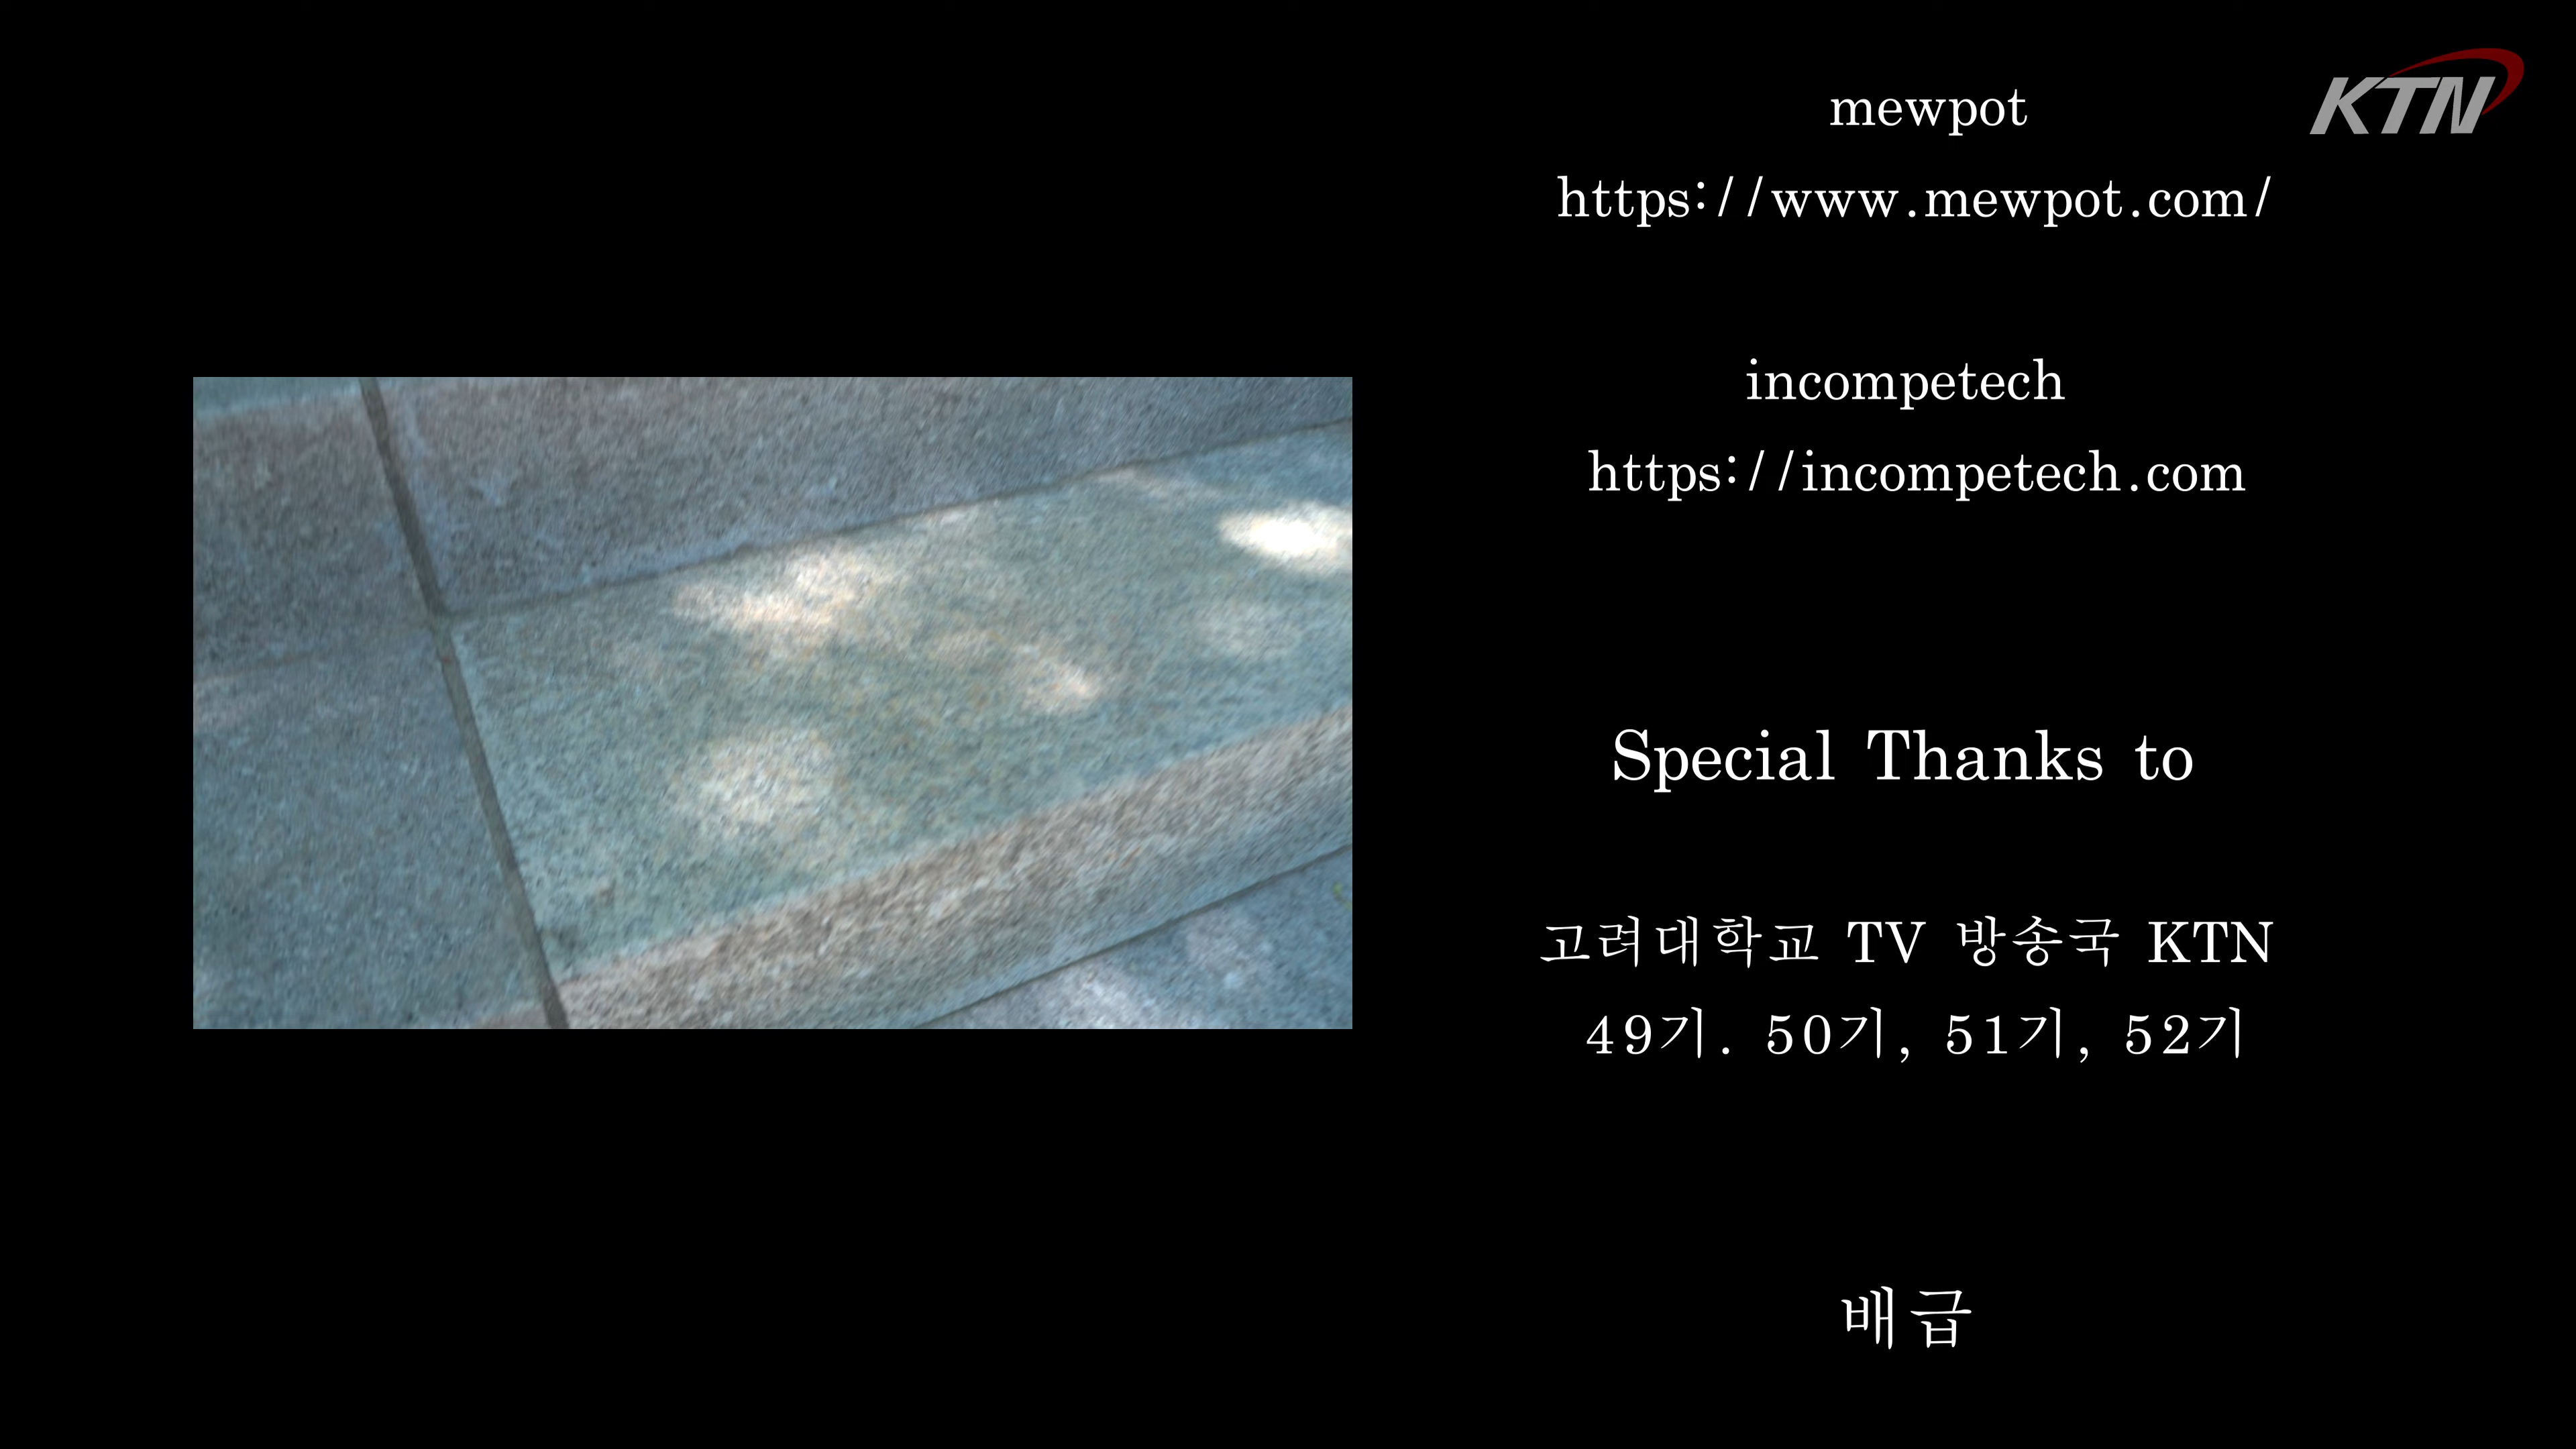 KTN
mewpot
https://www.mewpot.com/
incompetech
https://incompetech.com
Special Thanks to
고려대학교 TV 방송국 KTN
49기. 50기, 51기, 52기
배급